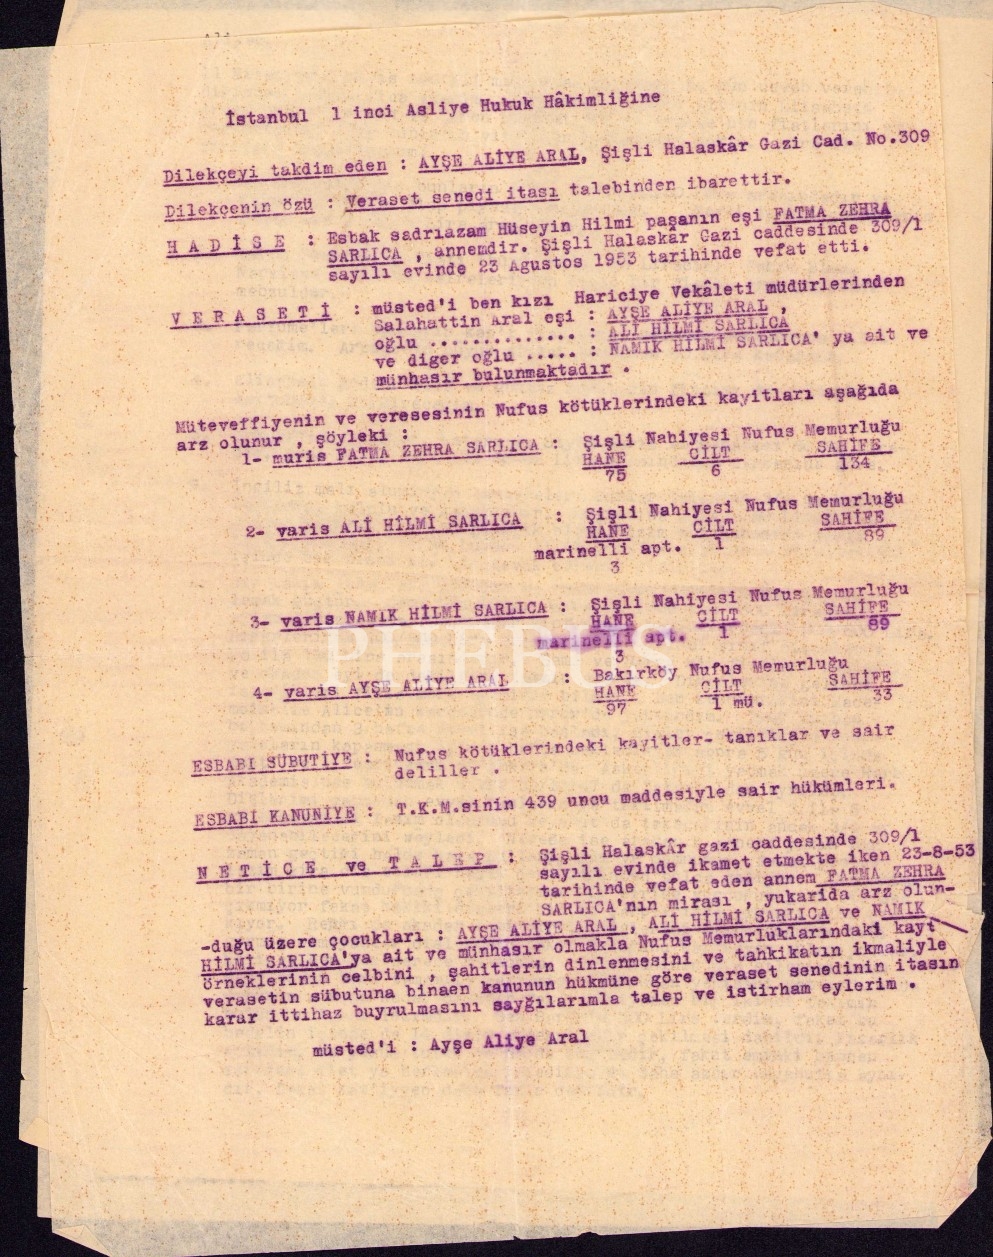 İstanbul 1 inci Asliye Hukuk Hâkimliğine
Dilekçeyi takdim eden : AYŞE ALİYE ARAL, Şişli Halaskâr Gazi Cad. No.309
Dilekçenin özü : Veraset senedi itası talebinden ibarettir.
HADİSE : Esbak sadrıazam Hüseyin Hilmi paşanın eşi FATMA ZEHRA
SARLICA , annemdir. Şişli Halaskâr Gazi caddesinde 309/1
sayılı evinde 23 Agustos 1953 tarihinde vefat etti.
VERASETİ : müsted'i ben kızı Hariciye Vekâleti müdürlerinden
Salahattin Aral eşi : AYŞE ALİYE ARAL ,
oğlu .............. : ALİ HİLMİ SARLICA
ve diger oğlu ..... : NAMIK HİLMİ SARLICA' ya ait ve
münhasır bulunmaktadır .
Müteveffiyenin ve veresesinin Nufus kötüklerindeki kayitları aşağıda
arz olunur , şöyleki :
1- muris FATMA ZEHRA SARLICA : Şişli Nahiyesi Nufus Memurluğu
HANE CİLT SAHİFE
75 6 134
2- varis ALİ HİLMİ SARLICA : Şişli Nahiyesi Nufus Memurluğu
HANE CİLT SAHİFE
marinelli apt. 1 89
3
3- varis NAMIK HİLMİ SARLICA : Şişli Nahiyesi Nufus Memurluğu
HANE CİLT SAHİFE
marinelli apt. 1 89
3
PHEBUS
4- varis AYŞE ALİYE ARAL : Bakırköy Nufus Memurluğu
HANE CİLT SAHİFE
97 1 mü. 33
ESBABI SÜBUTİYE : Nufus kötüklerindeki kayitler- tanıklar ve sair
deliller .
ESBABI KANUNİYE : T.K.M.sinin 439 uncu maddesiyle sair hükümleri.
NETİCE ve TALEP : Şişli Halaskâr gazi caddesinde 309/1
sayılı evinde ikamet etmekte iken 23-8-53
tarihinde vefat eden annem FATMA ZEHRA
SARLICA'nın mirası , yukarida arz olun-
-duğu üzere çocukları : AYŞE ALİYE ARAL , ALİ HİLMİ SARLICA ve NAMIK
HİLMİ SARLICA'ya ait ve münhasır olmakla Nufus Memurluklarındaki kayt
örneklerinin celbini , şahitlerin dinlenmesini ve tahkikatın ikmaliyle
verasetin sübutuna binaen kanunun hükmüne göre veraset senedinin itasın
karar ittihaz buyrulmasını saygılarımla talep ve istirham eylerim .
müsted'i : Ayşe Aliye Aral